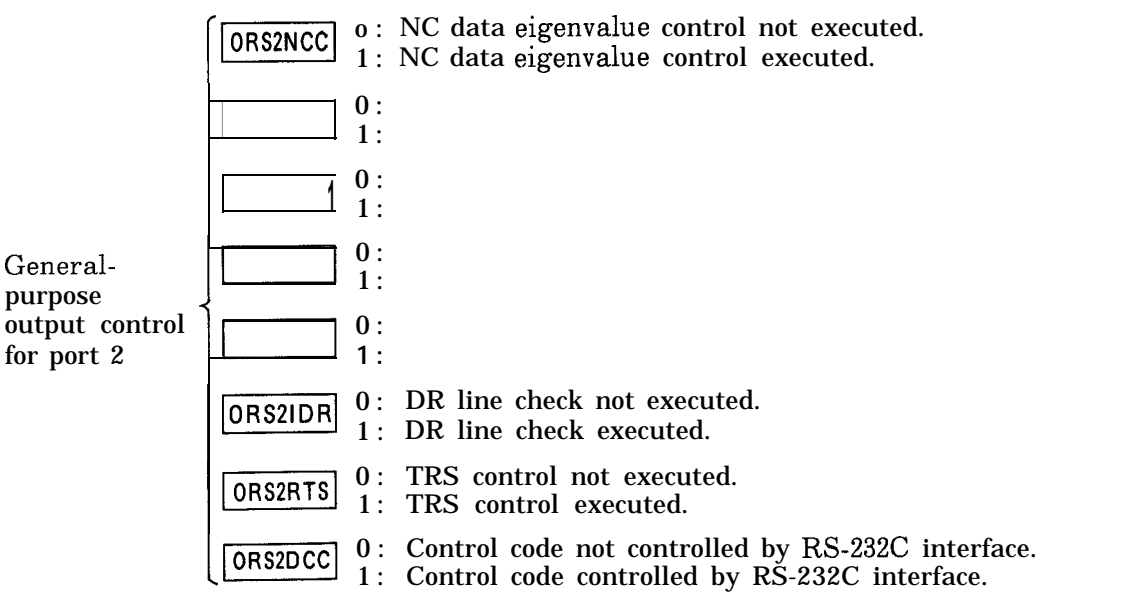 ORS2NCC o : NC data eigenvalue control not executed.
1 : NC data eigenvalue control executed.
0 :
1 :
0 :
1 :
0 :
1 :
0 :
1 :
General-
purpose
output control
for port 2
ORS2IDR 0 : DR line check not executed.
1 : DR line check executed.
ORS2RTS 0 : TRS control not executed.
1 : TRS control executed.
ORS2DCC 0 : Control code not controlled by RS-232C interface.
1 : Control code controlled by RS-232C interface.